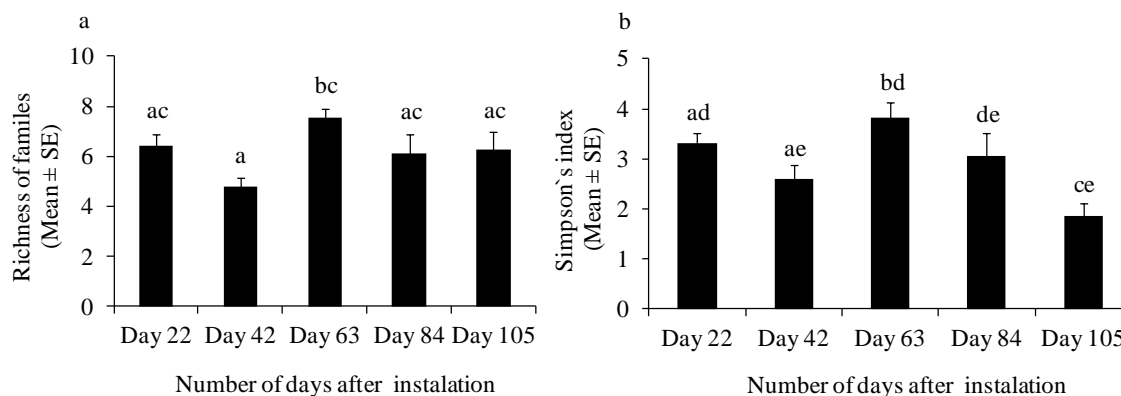 a
Richness of familes
(Mean ± SE)
10
8
6
4
2
0
ac
a
bc
ac
ac
Day 22 Day 42 Day 63 Day 84 Day 105
Number of days after instalation
b
Simpson`s index
(Mean ± SE)
5
4
3
2
1
0
ad
ae
bd
de
ce
Day 22 Day 42 Day 63 Day 84 Day 105
Number of days after instalation